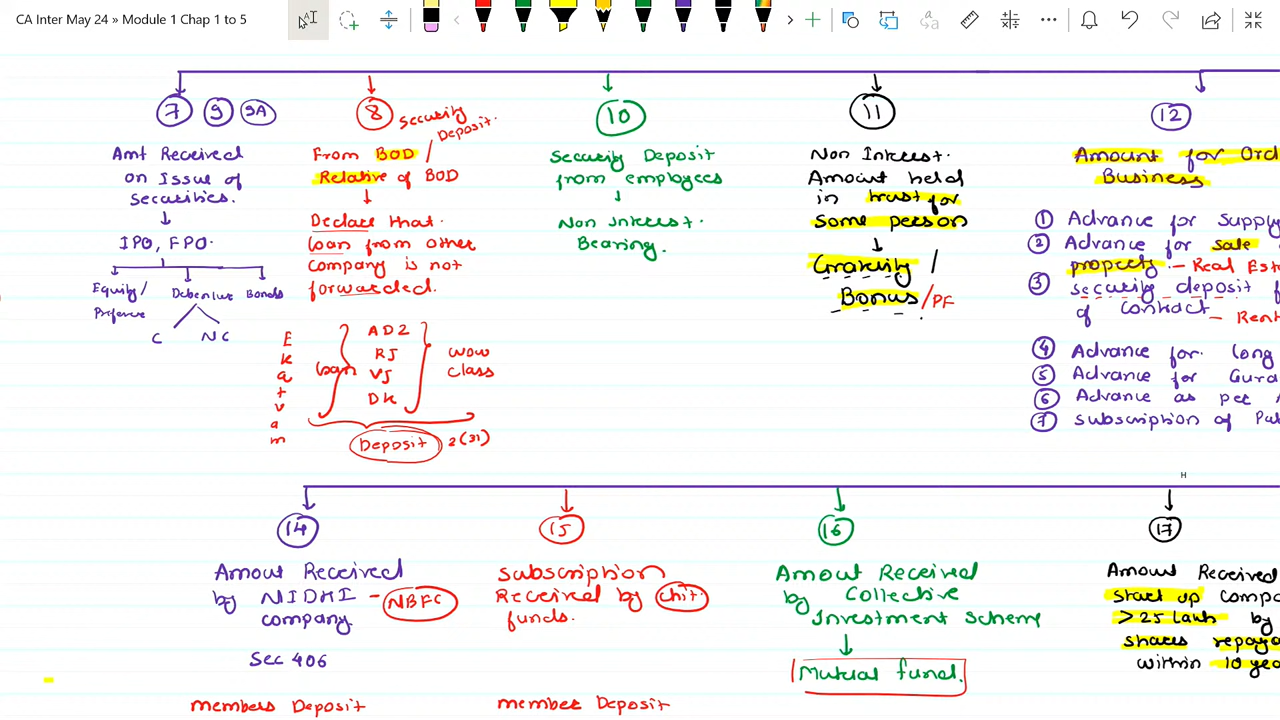 CA Inter May 24 » Module 1 Chap 1 to 5
7 9 9A
Amt Received
on Issue of
Securities.
IPO, FPO.
Equity/
Preference
Debenture
Bonds
C NC
8 Security
Deposit.
From BOD /
Relative of BOD
Declare that
loan from other
company is not
forwarded.
Ekatvam
loan
ADZ
RJ
VJ
DK
wow
class
Deposit 2(31)
10
Security Deposit
from employees
Non Interest.
Bearing.
11
Non Interest.
Amount held
in trust for
some person
Gratuity /
Bonus /PF
12
Amount for Ord
Business
1 Advance for supply
2 Advance for sale
property - Real Est
3 security deposit f
of contract - Rent
4 Advance for long
5 Advance for
6 Advance as per
7 subscription of
H
14
Amout Received
by NIDHI - NBFC
company
Sec 406
members Deposit
15
Subscription
Received by chit.
funds.
member Deposit
16
Amout Received
by Collective
Investment Scheme
Mutual fund.
17
Amout Received
start up compa
>25 lakh by
shares repaya
within 10 yea